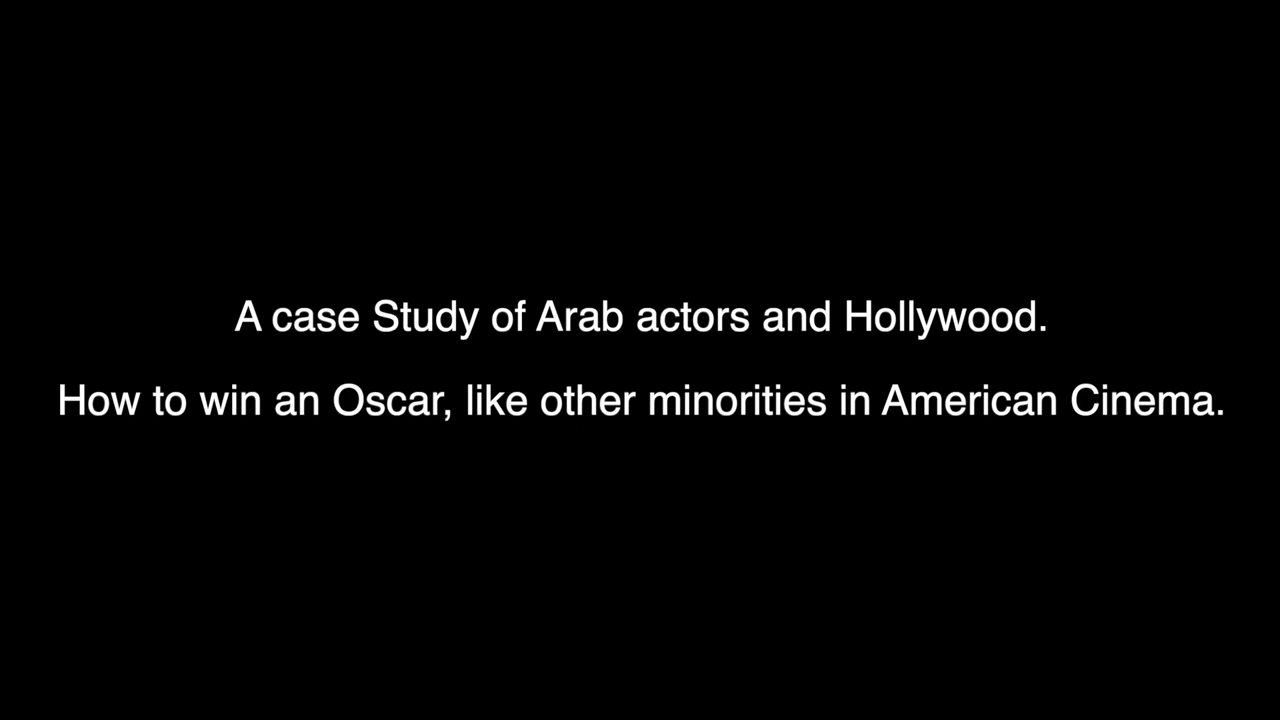 A case Study of Arab actors and Hollywood.
How to win an Oscar, like other minorities in American Cinema.